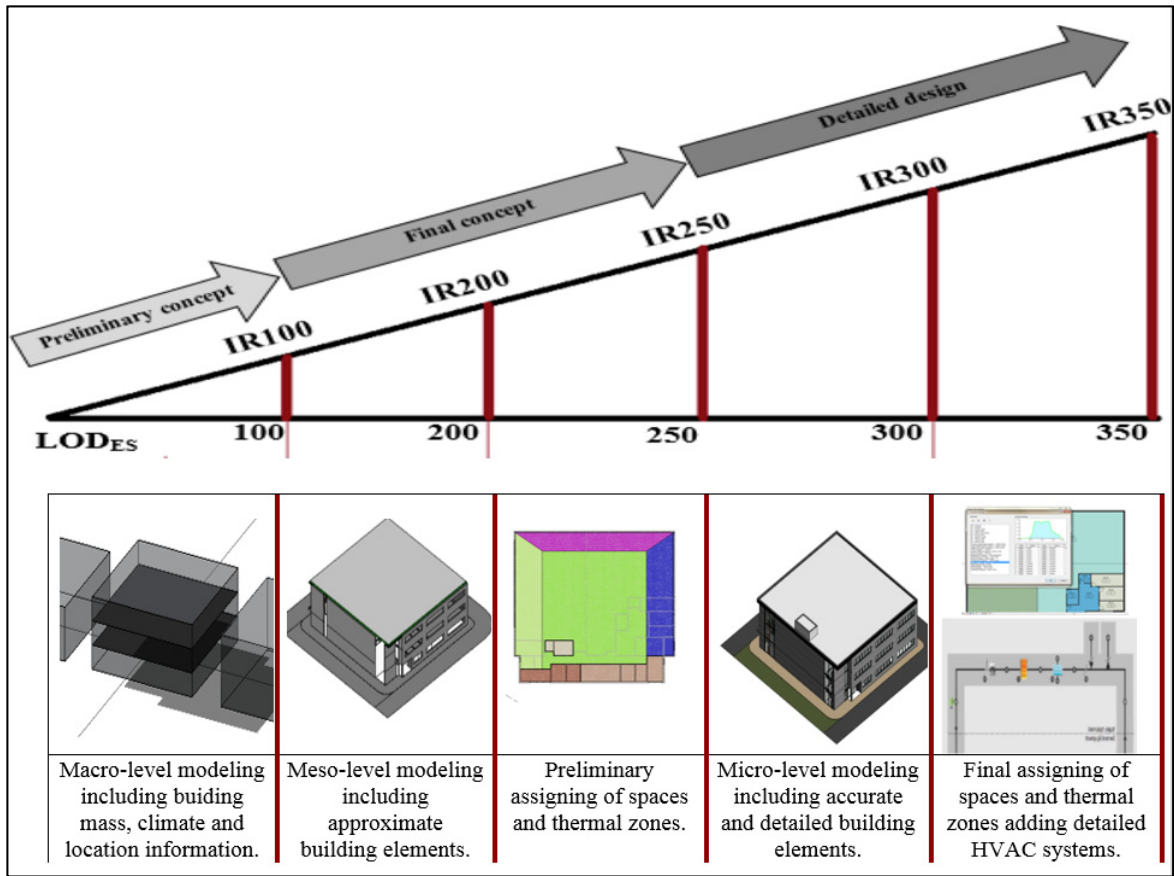 Detailed design
IR350
Final concept
IR300
IR250
Preliminary concept
IR200
IR100
LODES
100
200
250
300
350
Macro-level modeling
including buiding
mass, climate and
location information.
Meso-level modeling
including
approximate
building elements.
Preliminary
assigning of spaces
and thermal zones.
Micro-level modeling
including accurate
and detailed building
elements.
Final assigning of
spaces and thermal
zones adding detailed
HVAC systems.